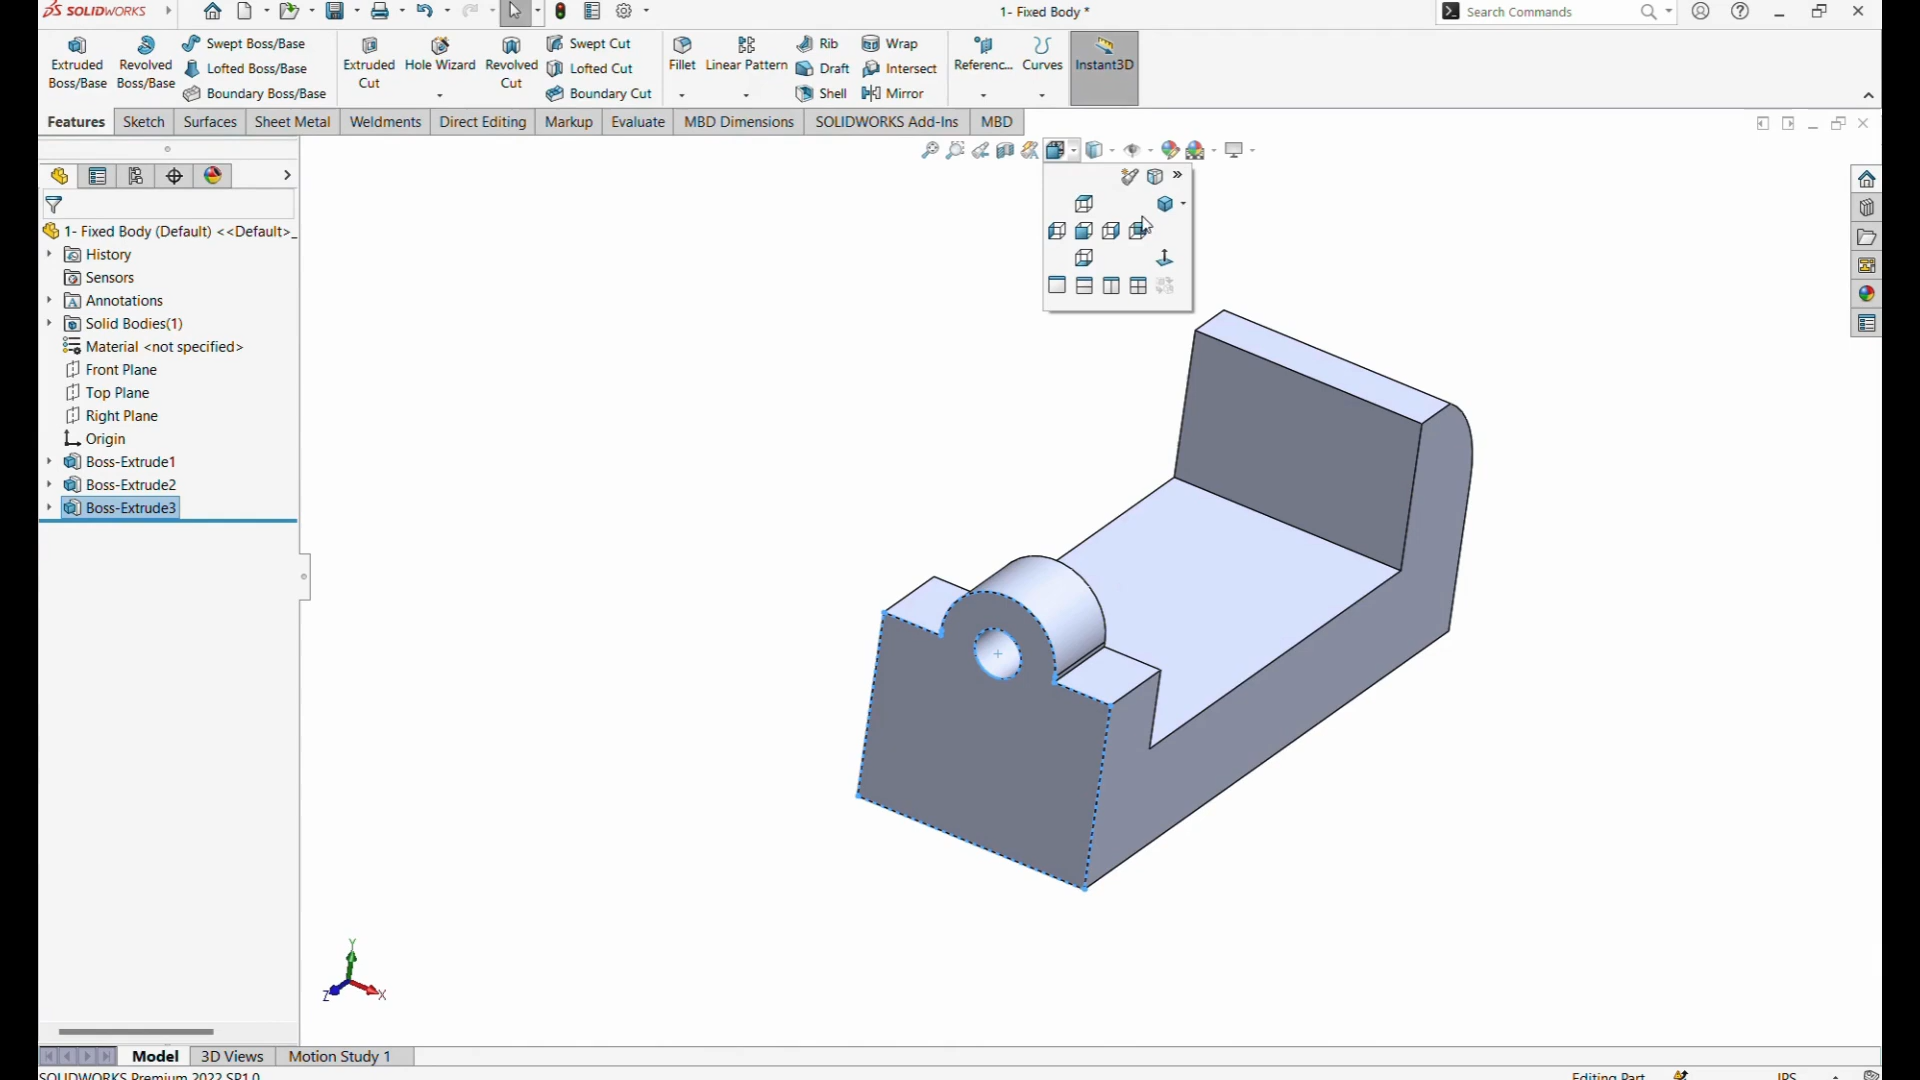 SOLIDWORKS
1- Fixed Body *
Search Commands
Extruded Boss/Base
Revolved Boss/Base
Swept Boss/Base
Lofted Boss/Base
Boundary Boss/Base
Extruded Cut
Hole Wizard
Revolved Cut
Swept Cut
Lofted Cut
Boundary Cut
Fillet
Linear Pattern
Rib
Draft
Shell
Wrap
Intersect
Mirror
Referenc...
Curves
Instant3D
Features
Sketch
Surfaces
Sheet Metal
Weldments
Direct Editing
Markup
Evaluate
MBD Dimensions
SOLIDWORKS Add-Ins
MBD
1- Fixed Body (Default) <<Default>_
History
Sensors
Annotations
Solid Bodies(1)
Material <not specified>
Front Plane
Top Plane
Right Plane
Origin
Boss-Extrude1
Boss-Extrude2
Boss-Extrude3
Y
Z
X
Model
3D Views
Motion Study 1
SOLIDWORKS Premium 2022 SP1.0
Editing Part
IPS